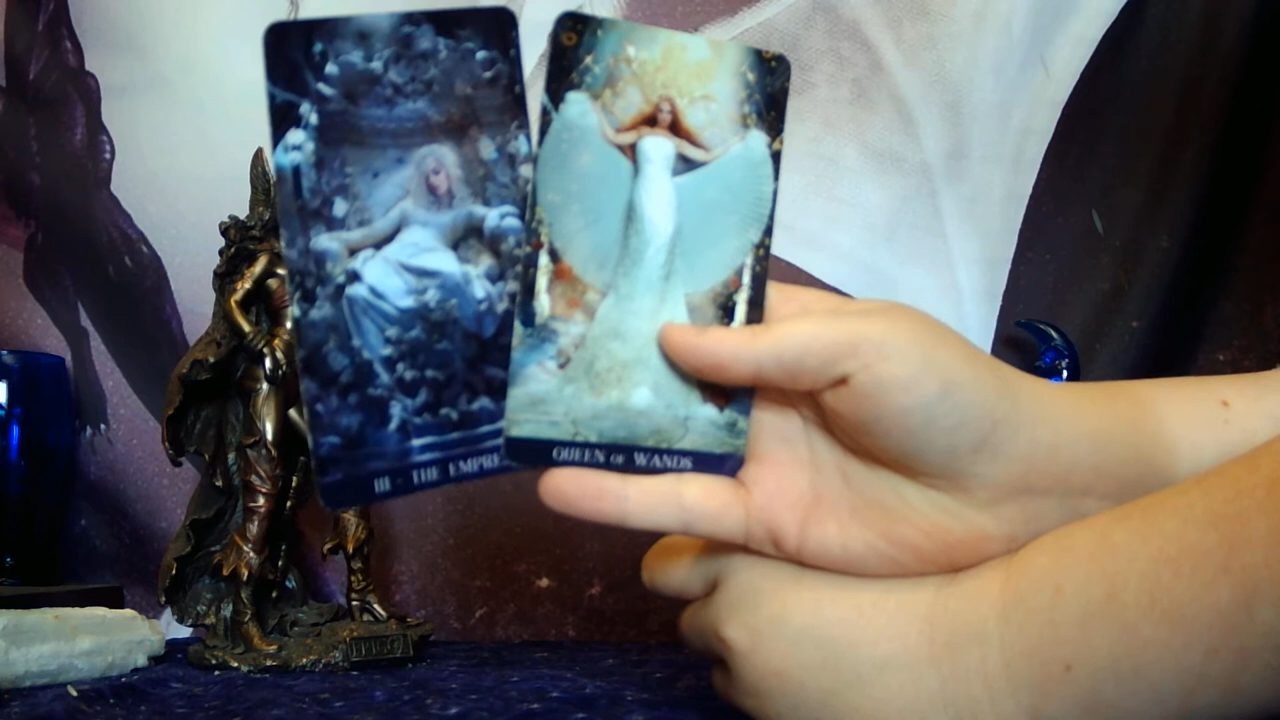 III - THE EMPRE
QUEEN OF WANDS